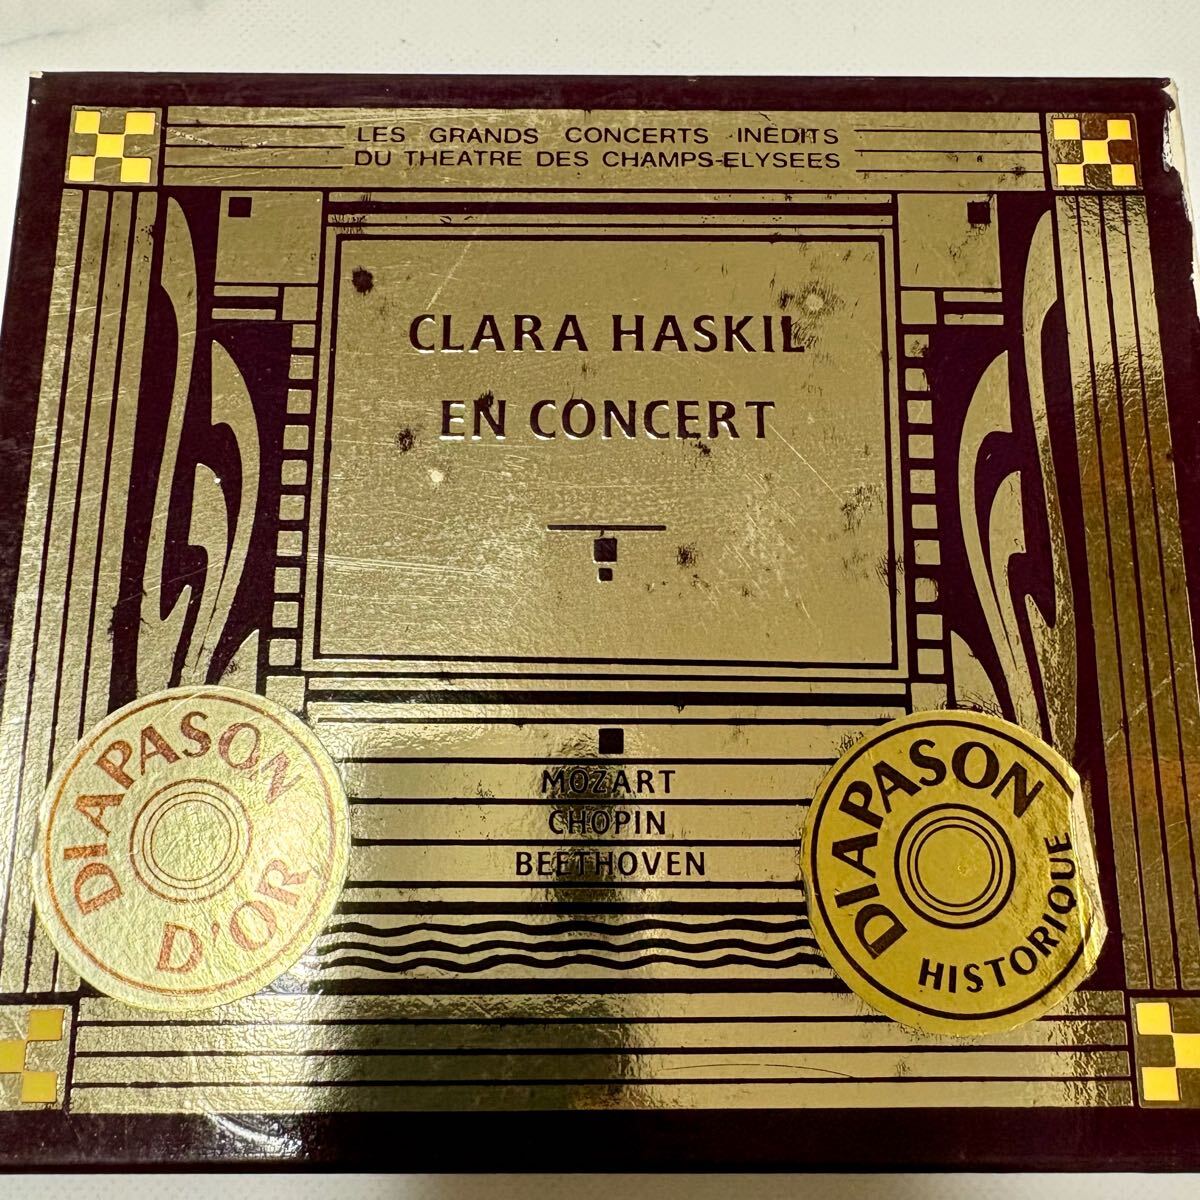 LES GRANDS CONCERTS INÉDITS
DU THEATRE DES CHAMPS-ELYSEES
CLARA HASKIL
EN CONCERT
MOZART
CHOPIN
BEETHOVEN
DIAPASON
D'OR
DIAPASON
HISTORIQUE